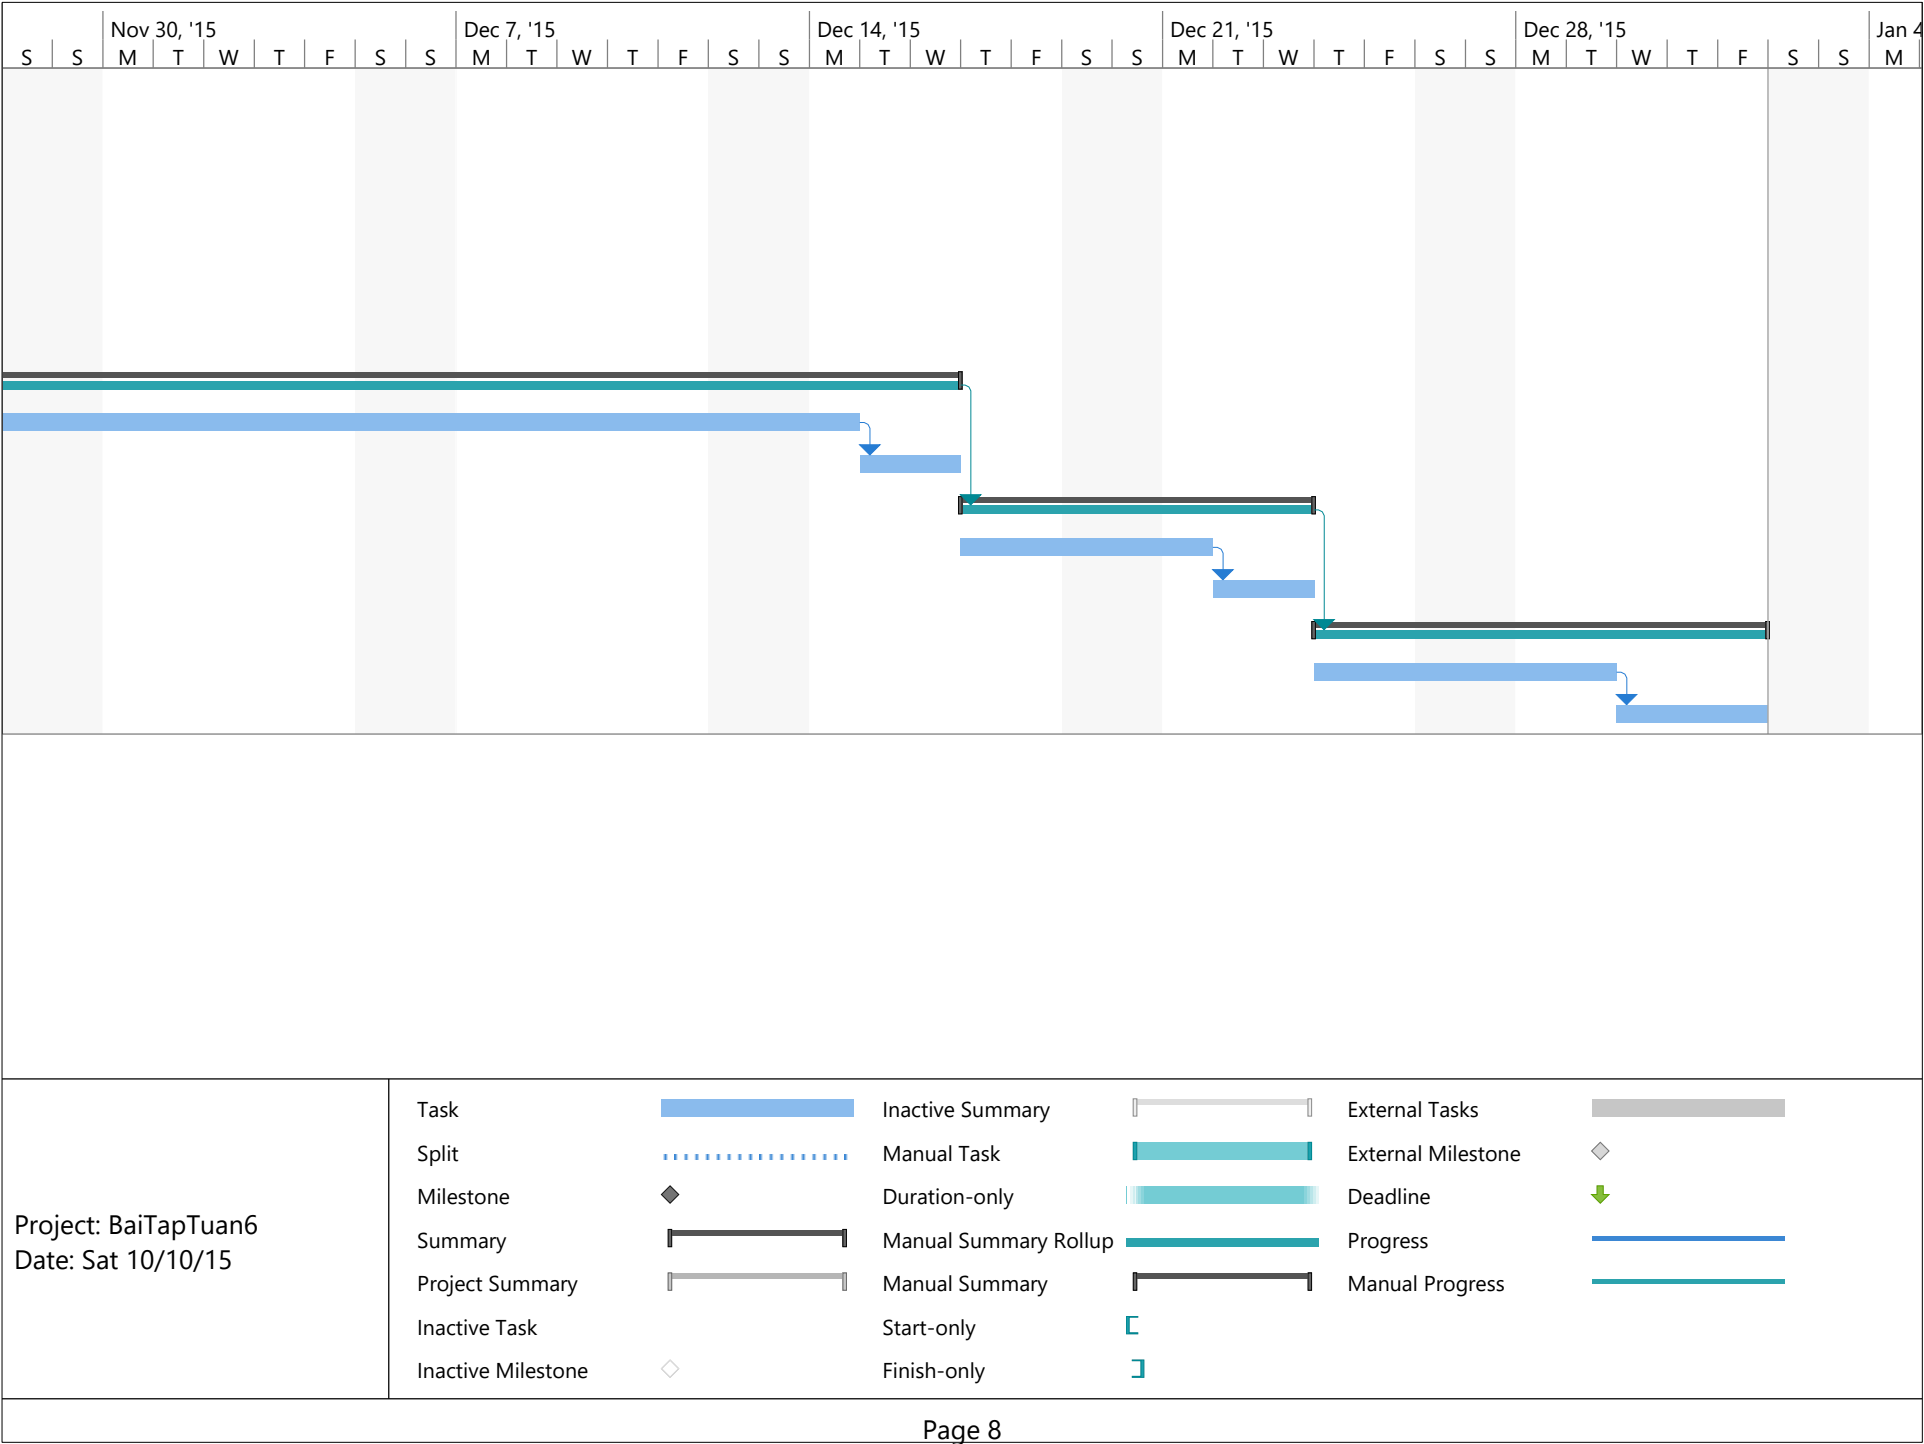 Nov 30, '15 Dec 7, '15 Dec 14, '15 Dec 21, '15 Dec 28, '15 Jan 4
S S M T W T F S S M T W T F S S M T W T F S S M T W T F S S M T W T F S S M
Task Inactive Summary External Tasks
Split Manual Task External Milestone
Milestone Duration-only Deadline
Summary Manual Summary Rollup Progress
Project Summary Manual Summary Manual Progress
Inactive Task Start-only
Inactive Milestone Finish-only
Project: BaiTapTuan6
Date: Sat 10/10/15
Page 8